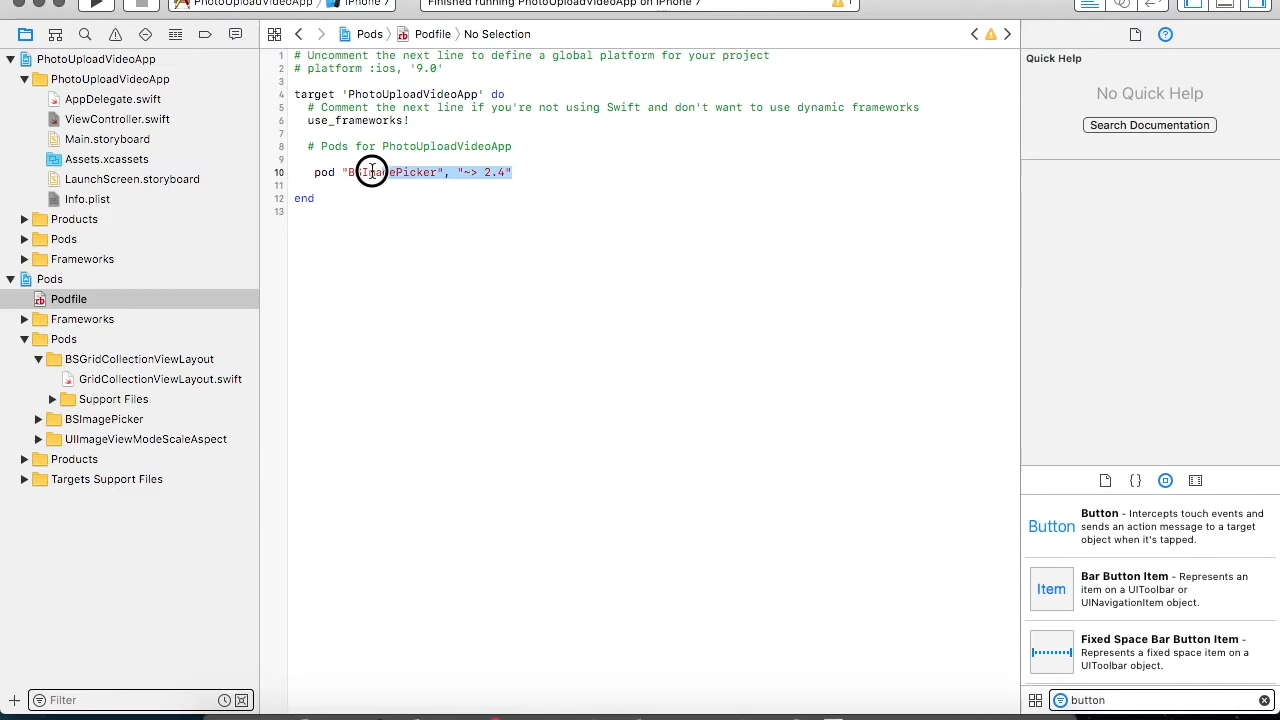 PhotoUploadVideoApp
iPhone 7
Finished running PhotoUploadVideoApp on iPhone 7
1
Pods
Podfile
No Selection
PhotoUploadVideoApp
PhotoUploadVideoApp
AppDelegate.swift
ViewController.swift
Main.storyboard
Assets.xcassets
LaunchScreen.storyboard
Info.plist
Products
Pods
Frameworks
Pods
Podfile
Frameworks
Pods
BSGridCollectionViewLayout
GridCollectionViewLayout.swift
Support Files
BSImagePicker
UIImageViewModeScaleAspect
Products
Targets Support Files
Filter
1 # Uncomment the next line to define a global platform for your project
2 # platform :ios, '9.0'
3
4 target 'PhotoUploadVideoApp' do
5 # Comment the next line if you're not using Swift and don't want to use dynamic frameworks
6 use_frameworks!
7
8 # Pods for PhotoUploadVideoApp
9
10 pod "BSImagePicker", "~> 2.4"
11
12 end
13
Quick Help
No Quick Help
Search Documentation
{ }
Button
Button - Intercepts touch events and
sends an action message to a target
object when it's tapped.
Item
Bar Button Item - Represents an
item on a UIToolbar or
UINavigationItem object.
Fixed Space Bar Button Item -
Represents a fixed space item on a
UIToolbar object.
button